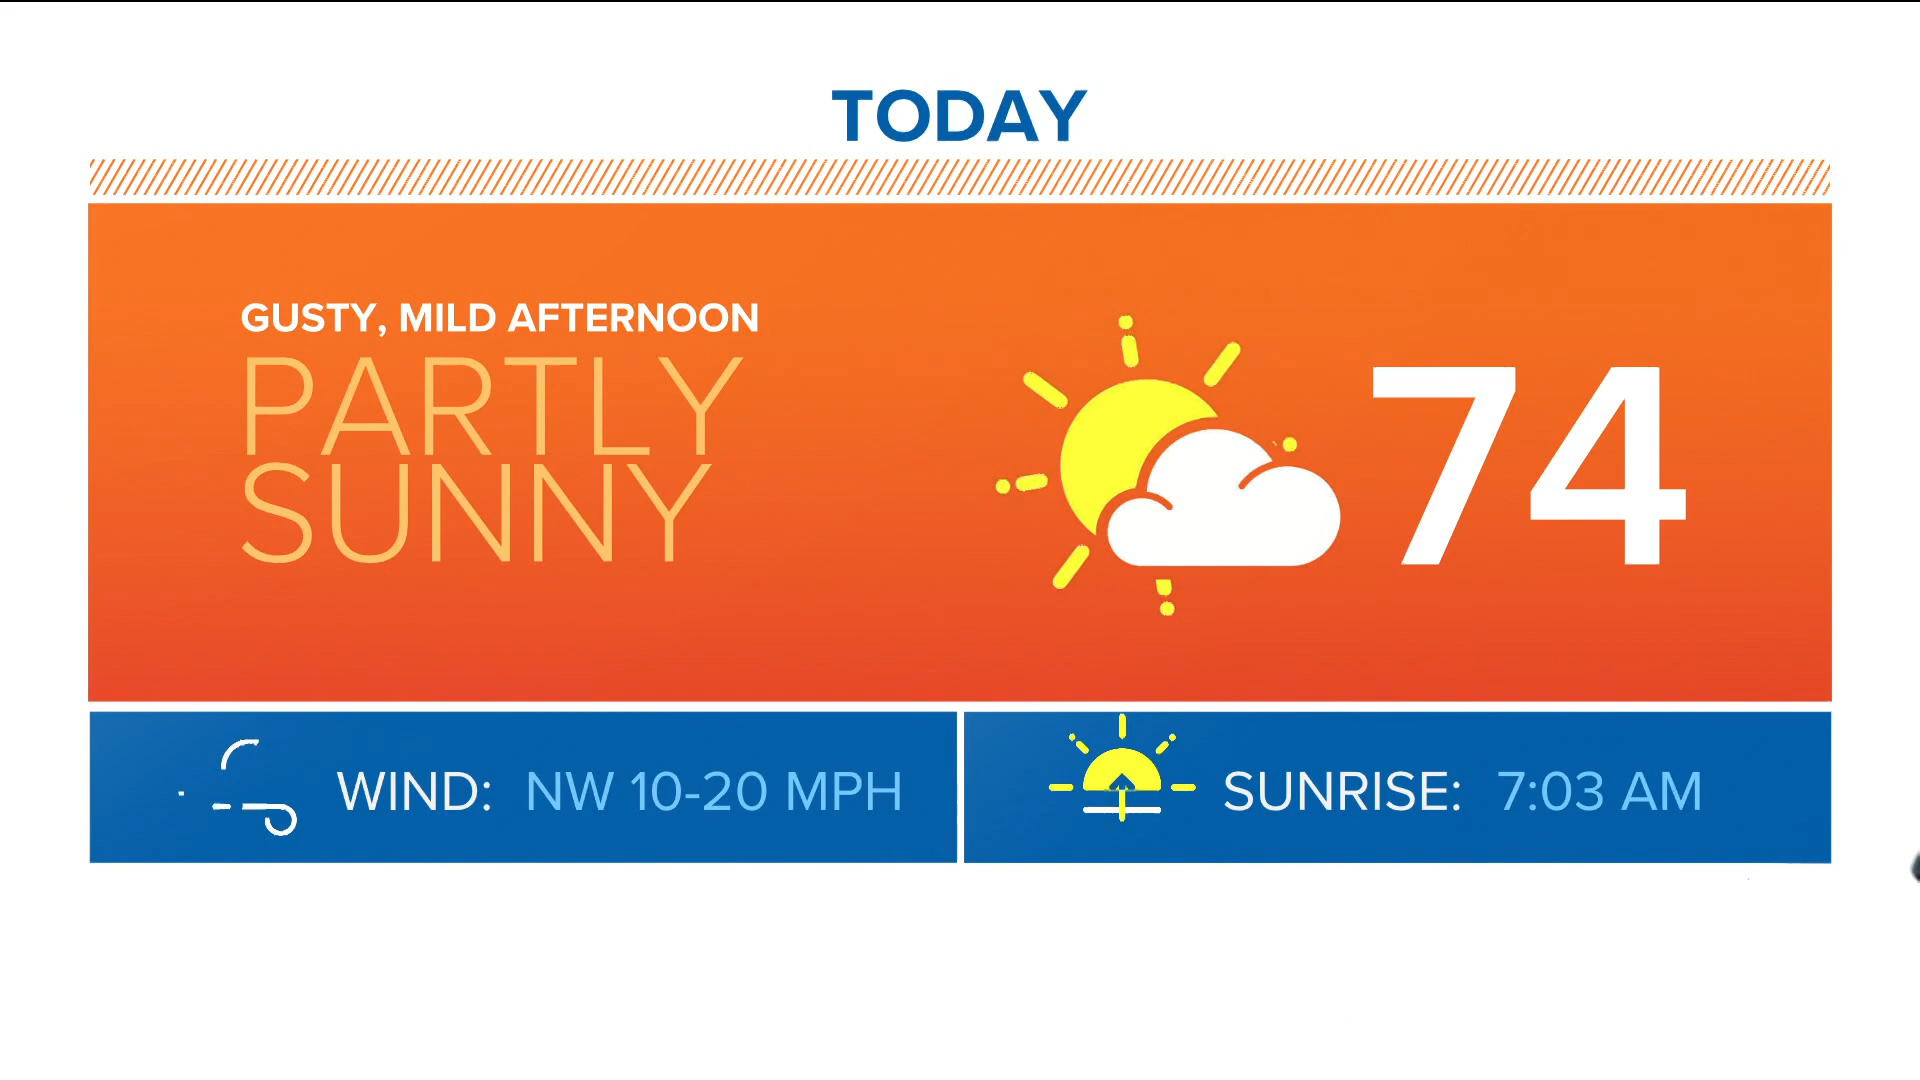 TODAY
GUSTY, MILD AFTERNOON
PARTLY
SUNNY
74
WIND: NW 10-20 MPH
SUNRISE: 7:03 AM